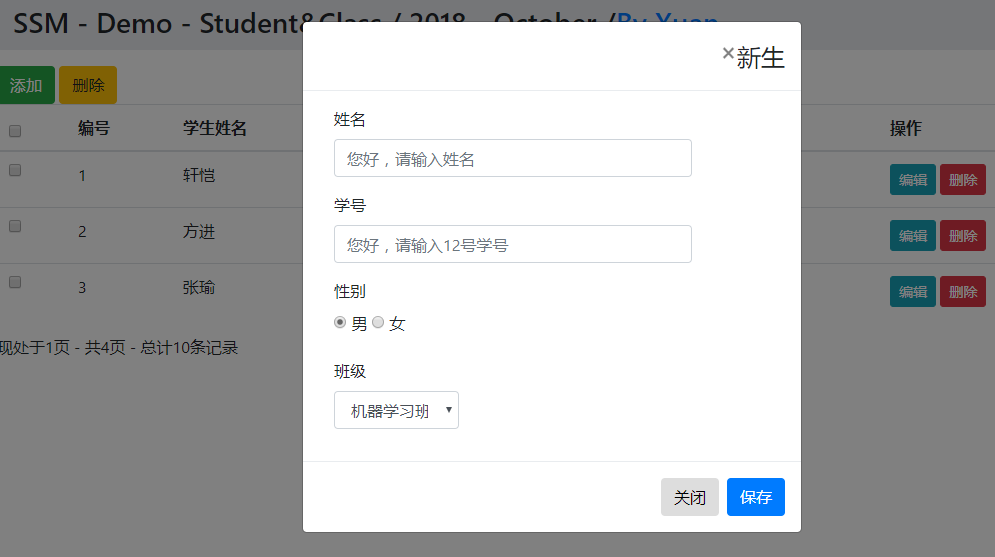 SSM - Demo - Student&Class / 2018 - October /By Yuan
添加 删除
编号 学生姓名 操作
1 轩恺 编辑 删除
2 方进 编辑 删除
3 张瑜 编辑 删除
现处于1页 - 共4页 - 总计10条记录
×新生
姓名
您好，请输入姓名
学号
您好，请输入12号学号
性别
男 女
班级
机器学习班
关闭 保存